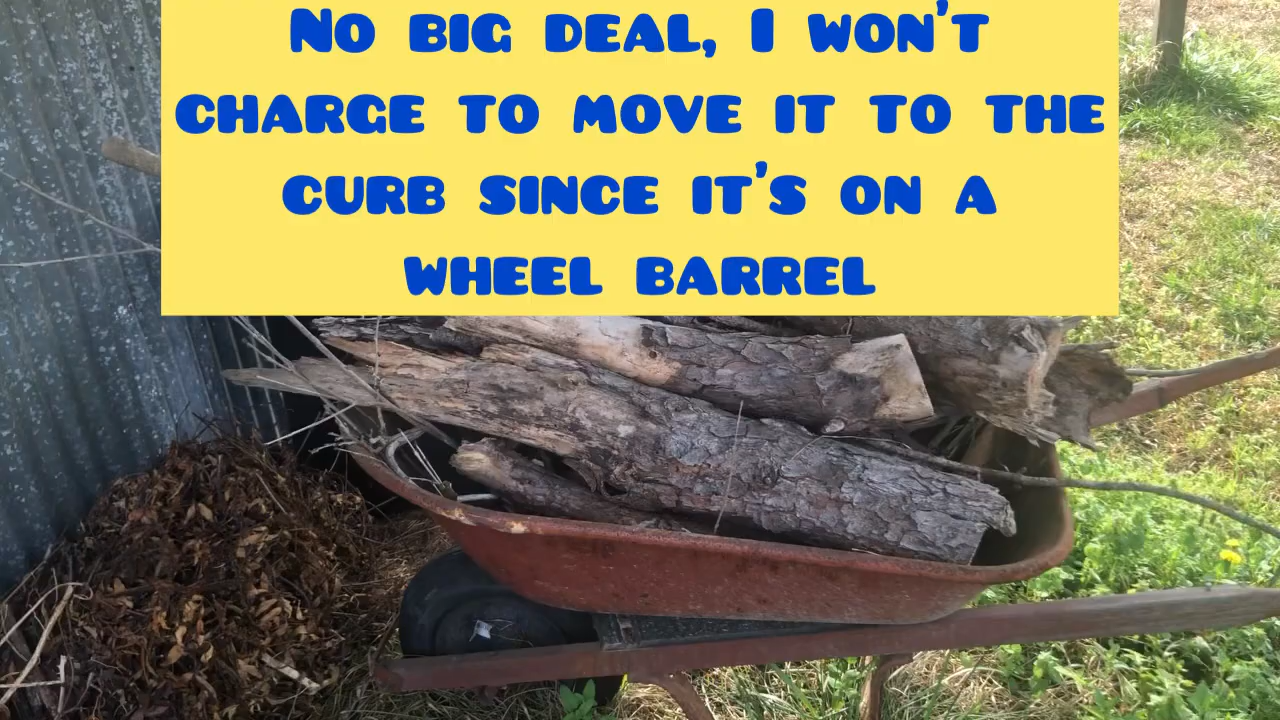 No big deal, I won't
charge to move it to the
curb since it's on a
wheel barrel